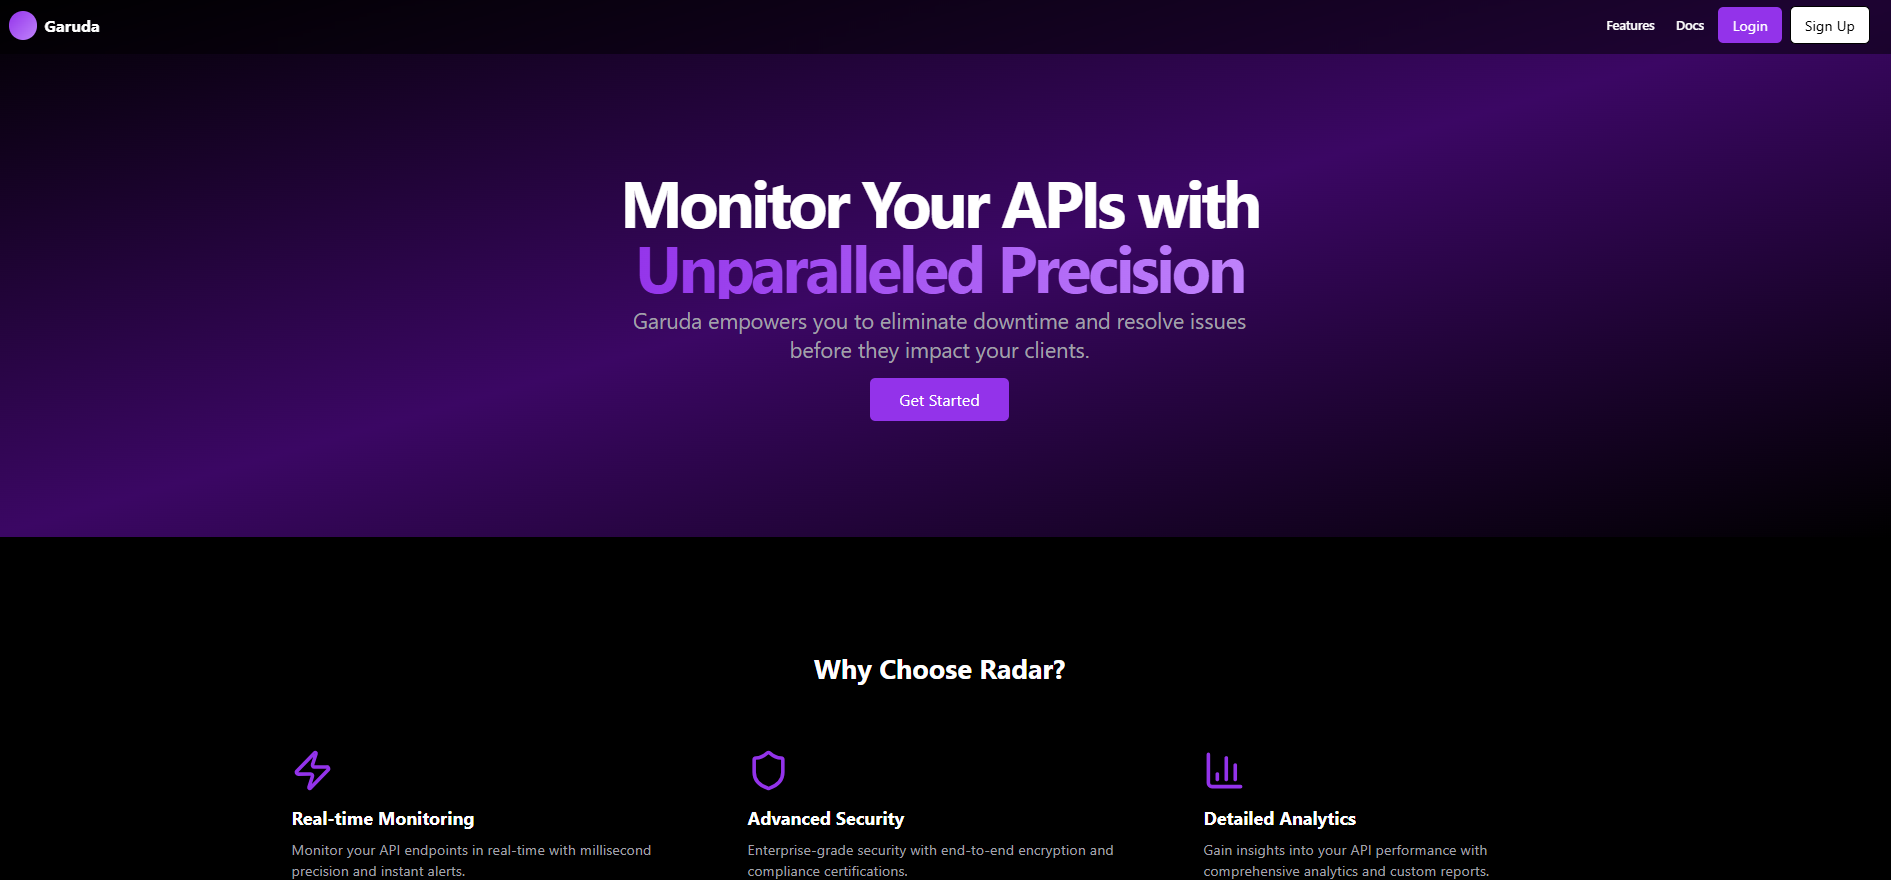 Garuda
Features
Docs
Login
Sign Up
Monitor Your APIs with
Unparalleled Precision
Garuda empowers you to eliminate downtime and resolve issues
before they impact your clients.
Get Started
Why Choose Radar?
Real-time Monitoring
Monitor your API endpoints in real-time with millisecond
precision and instant alerts.
Advanced Security
Enterprise-grade security with end-to-end encryption and
compliance certifications.
Detailed Analytics
Gain insights into your API performance with
comprehensive analytics and custom reports.